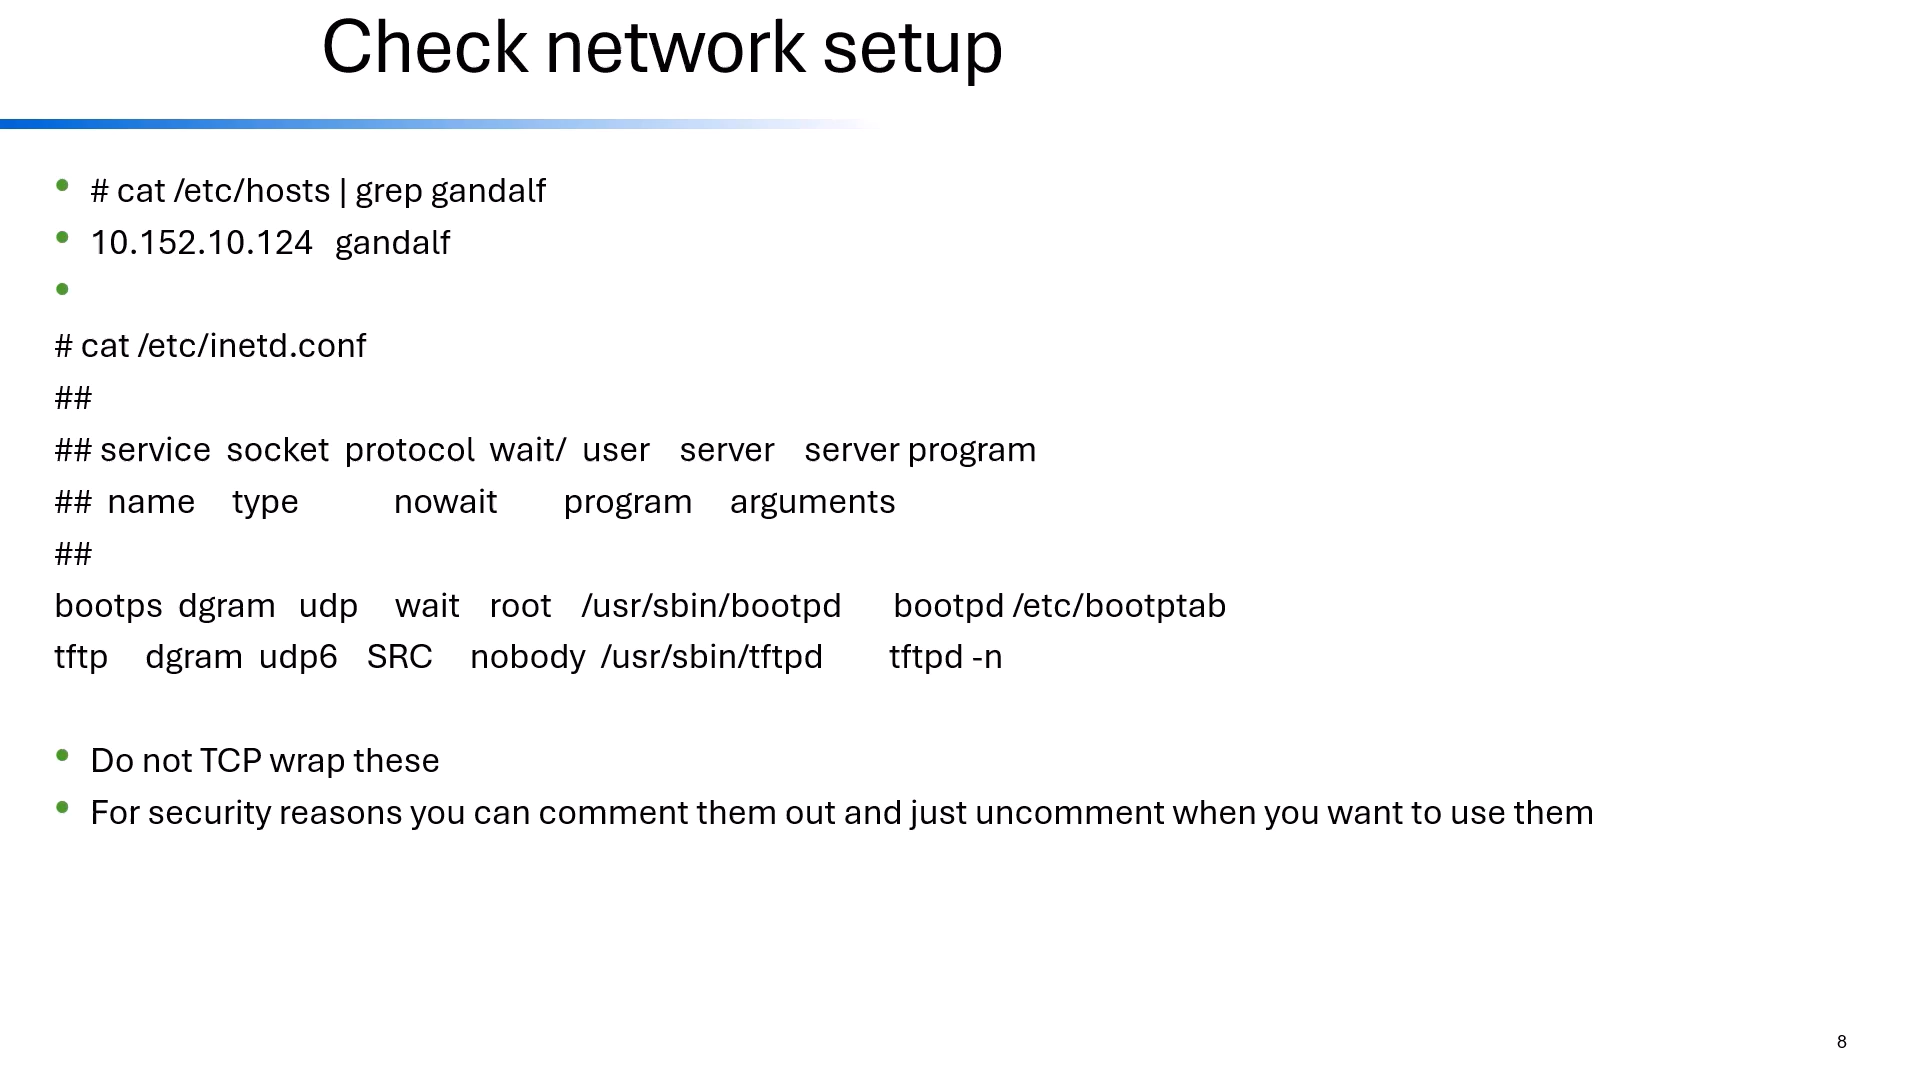 Check network setup
# cat /etc/hosts | grep gandalf
10.152.10.124 gandalf
# cat /etc/inetd.conf
##
## service socket protocol wait/ user server server program
## name type nowait program arguments
##
bootps dgram udp wait root /usr/sbin/bootpd bootpd /etc/bootptab
tftp dgram udp6 SRC nobody /usr/sbin/tftpd tftpd -n
Do not TCP wrap these
For security reasons you can comment them out and just uncomment when you want to use them
8